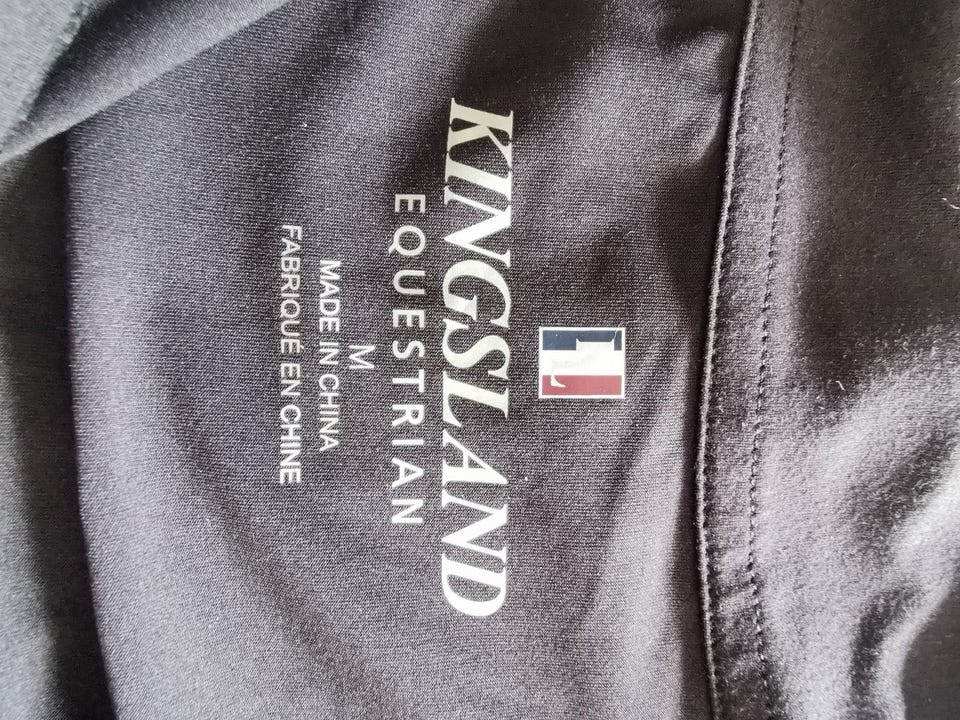 KINGSLAND
EQUESTRIAN
M
MADE IN CHINA
FABRIQUÉ EN CHINE